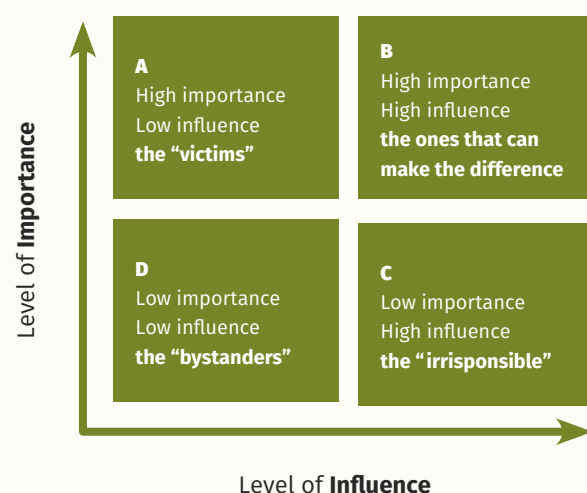 Level of Importance
A
High importance
Low influence
the “victims”
B
High importance
High influence
the ones that can
make the difference
D
Low importance
Low influence
the “bystanders”
C
Low importance
High influence
the “irrisponsible”
Level of Influence